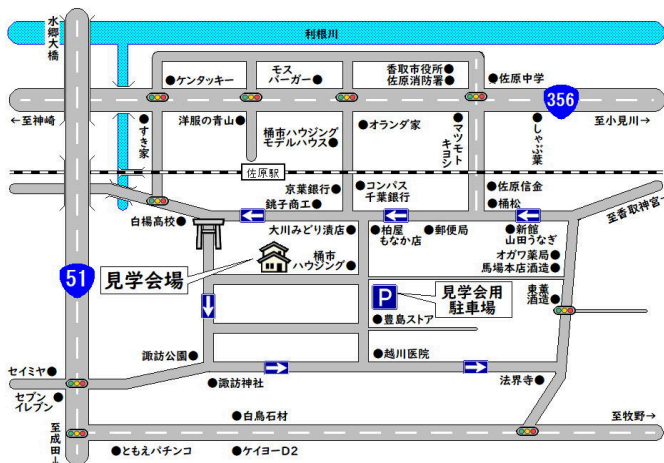 水郷大橋
利根川
ケンタッキー
モス
バーガー
香取市役所
佐原消防署
佐原中学
356
←至神崎
至小見川→
すき家
洋服の青山
桶市ハウジング
モデルハウス
オランダ家
マツモト
キヨシ
しゃぶ葉
佐原駅
京葉銀行
銚子商工
コンパス
千葉銀行
佐原信金
桶松
至香取神宮→
白楊高校
大川みどり漬店
柏屋
もなか店
郵便局
新館
山田うなぎ
オガワ薬局
馬場本店酒造
東薫
酒造
桶市
ハウジング
見学会場
51
P
見学会用
駐車場
豊島ストア
諏訪公園
越川医院
セイミヤ
セブン
イレブン
諏訪神社
法界寺
白鳥石材
至牧野→
至成田→
ともえパチンコ
ケイヨーD2